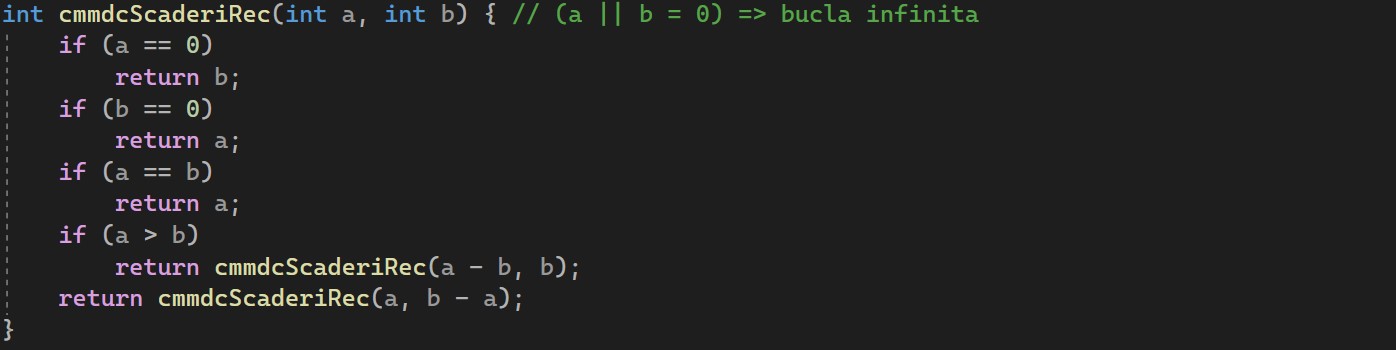 int cmmdcScaderiRec(int a, int b) { // (a || b = 0) => bucla infinita
    if (a == 0)
        return b;
    if (b == 0)
        return a;
    if (a == b)
        return a;
    if (a > b)
        return cmmdcScaderiRec(a - b, b);
    return cmmdcScaderiRec(a, b - a);
}